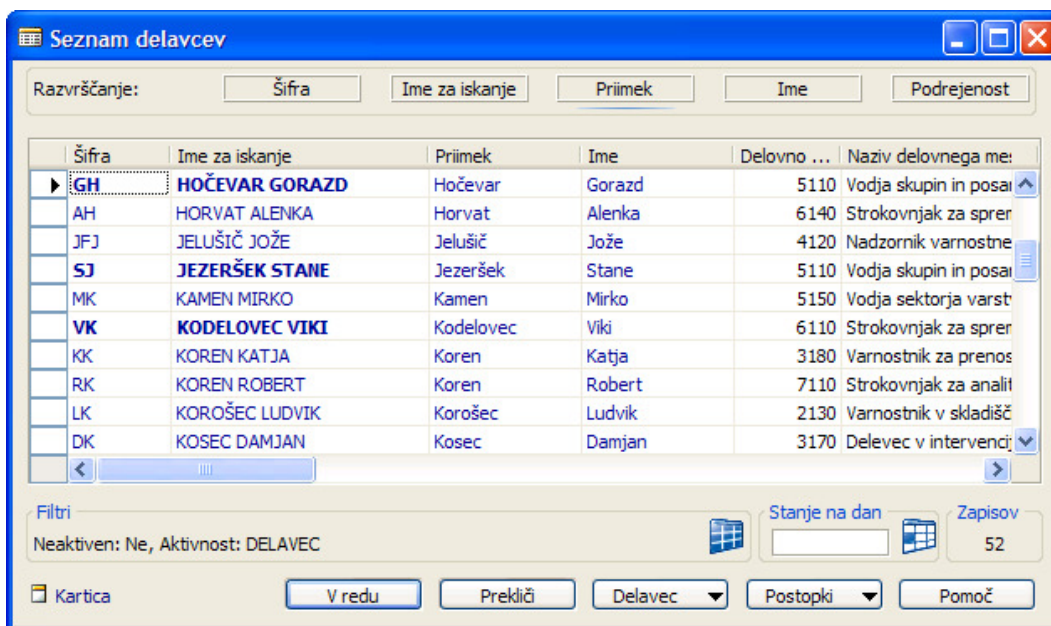 Seznam delavcev
Razvrščanje: Šifra Ime za iskanje Priimek Ime Podrejenost
Šifra Ime za iskanje Priimek Ime Delovno ... Naziv delovnega me
GH HOČEVAR GORAZD Hočevar Gorazd 5110 Vodja skupin in posa
AH HORVAT ALENKA Horvat Alenka 6140 Strokovnjak za sprem
JFJ JELUŠIČ JOŽE Jelušič Jože 4120 Nadzornik varnostne
SJ JEZERŠEK STANE Jezeršek Stane 5110 Vodja skupin in posa
MK KAMEN MIRKO Kamen Mirko 5150 Vodja sektorja varst
VK KODELOVEC VIKI Kodelovec Viki 6110 Strokovnjak za sprem
KK KOREN KATJA Koren Katja 3180 Varnostnik za prenos
RK KOREN ROBERT Koren Robert 7110 Strokovnjak za analit
LK KOROŠEC LUDVIK Korošec Ludvik 2130 Varnostnik v skladišč
DK KOSEC DAMJAN Kosec Damjan 3170 Delevec v intervencij
Filtri Stanje na dan Zapisov
Neaktiven: Ne, Aktivnost: DELAVEC 52
Kartica V redu Prekliči Delavec Postopki Pomoč